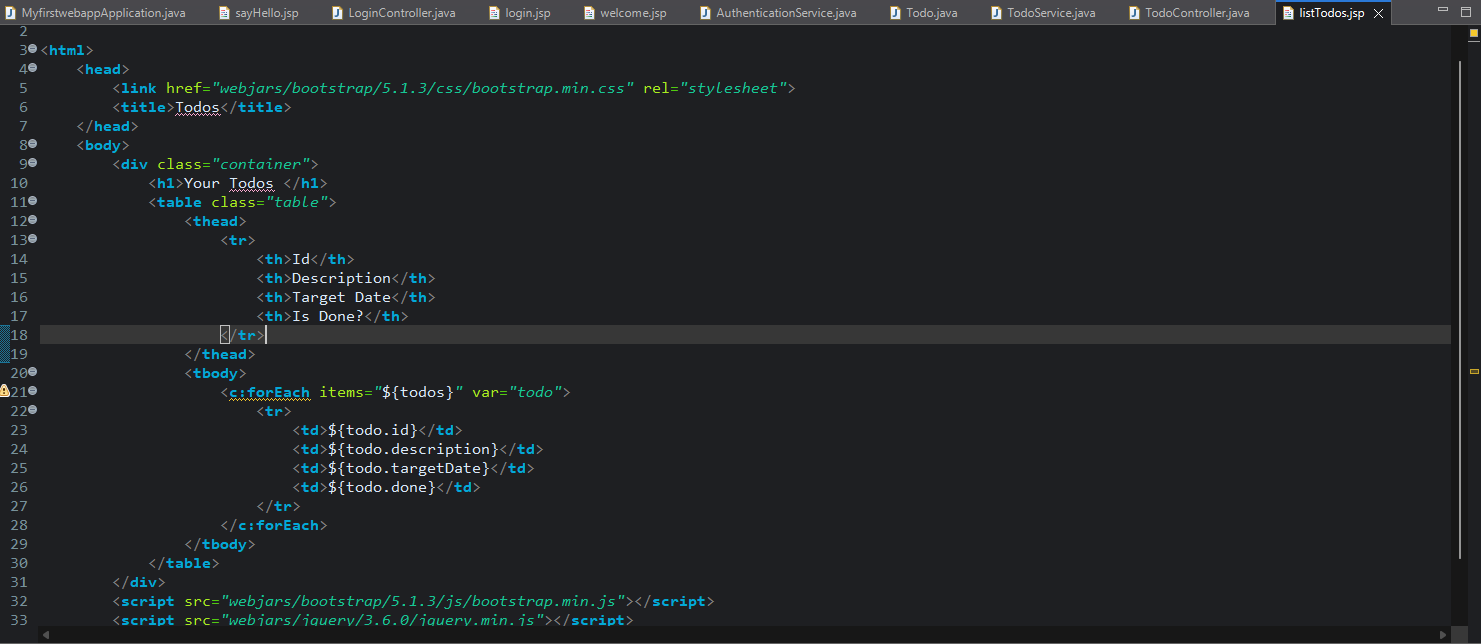 MyfirstwebappApplication.java sayHello.jsp LoginController.java login.jsp welcome.jsp AuthenticationService.java Todo.java TodoService.java TodoController.java listTodos.jsp
2
3 <html>
4 <head>
5 <link href="webjars/bootstrap/5.1.3/css/bootstrap.min.css" rel="stylesheet">
6 <title>Todos</title>
7 </head>
8 <body>
9 <div class="container">
10 <h1>Your Todos </h1>
11 <table class="table">
12 <thead>
13 <tr>
14 <th>Id</th>
15 <th>Description</th>
16 <th>Target Date</th>
17 <th>Is Done?</th>
18 </tr>
19 </thead>
20 <tbody>
21 <c:forEach items="${todos}" var="todo">
22 <tr>
23 <td>${todo.id}</td>
24 <td>${todo.description}</td>
25 <td>${todo.targetDate}</td>
26 <td>${todo.done}</td>
27 </tr>
28 </c:forEach>
29 </tbody>
30 </table>
31 </div>
32 <script src="webjars/bootstrap/5.1.3/js/bootstrap.min.js"></script>
33 <script src="webjars/jquery/3.6.0/jquery.min.js"></script>